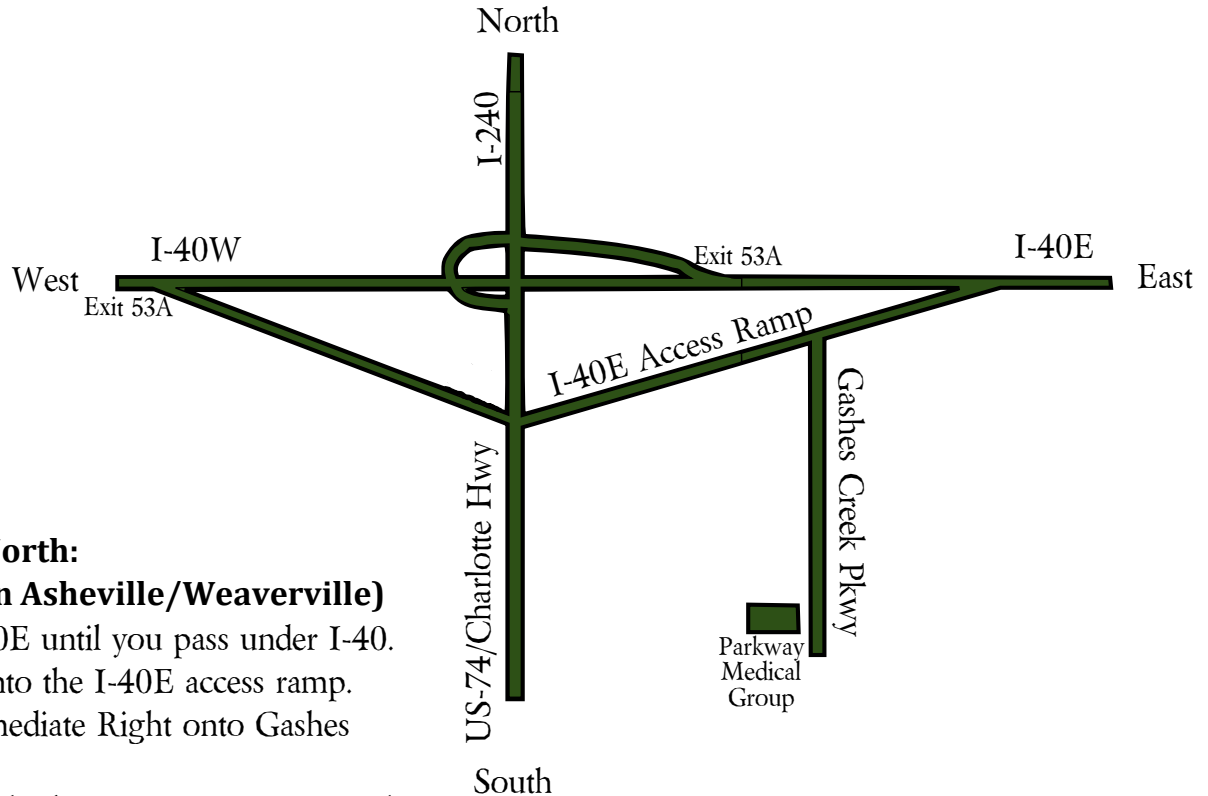 North
I-240
I-40W
I-40E
Exit 53A
West
East
Exit 53A
I-40E Access Ramp
Gashes Creek Pkwy
US-74/Charlotte Hwy
Parkway
Medical
Group
South
orth:
n Asheville/Weaverville)
0E until you pass under I-40.
nto the I-40E access ramp.
mediate Right onto Gashes